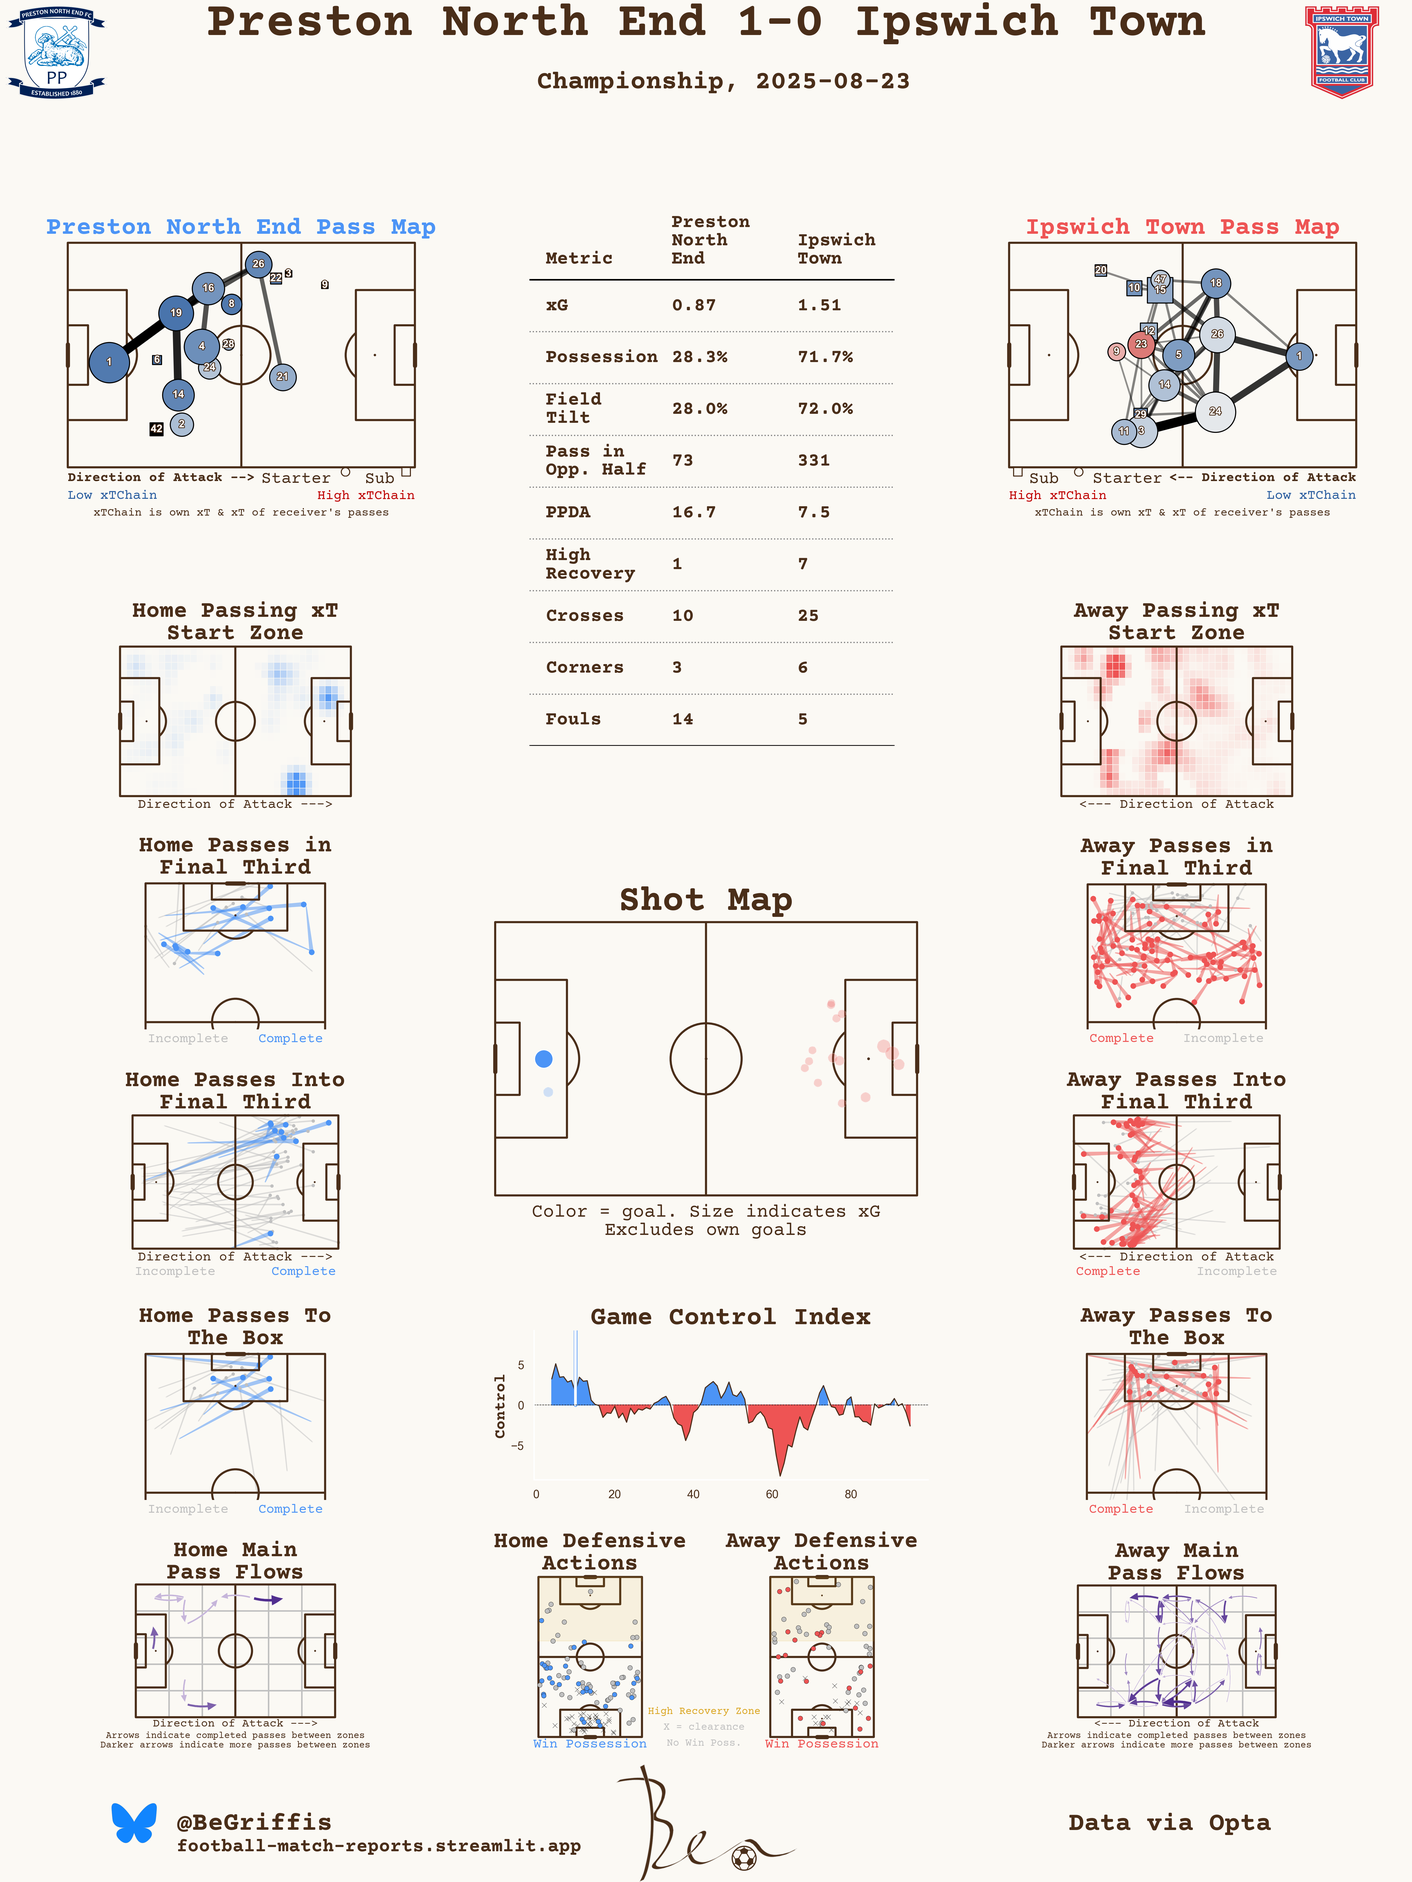 Preston North End 1-0 Ipswich Town
Championship, 2025-08-23
PRESTON NORTH END FC
PP
ESTABLISHED 1880
IPSWICH TOWN
FOOTBALL CLUB
Preston North End Pass Map
26
22
3
9
16
8
19
4
28
1
6
24
21
14
2
42
Direction of Attack --> Starter Sub
Low xTChain High xTChain
xTChain is own xT & xT of receiver's passes
Metric Preston North End Ipswich Town
xG 0.87 1.51
Possession 28.3% 71.7%
Field Tilt 28.0% 72.0%
Pass in Opp. Half 73 331
PPDA 16.7 7.5
High Recovery 1 7
Crosses 10 25
Corners 3 6
Fouls 14 5
Ipswich Town Pass Map
20
47
10
15
18
12
26
23
9
5
1
14
29
24
11
3
Sub Starter <-- Direction of Attack
High xTChain Low xTChain
xTChain is own xT & xT of receiver's passes
Home Passing xT
Start Zone
Direction of Attack --->
Away Passing xT
Start Zone
<--- Direction of Attack
Home Passes in
Final Third
Incomplete Complete
Shot Map
Color = goal. Size indicates xG
Excludes own goals
Away Passes in
Final Third
Complete Incomplete
Home Passes Into
Final Third
Direction of Attack --->
Incomplete Complete
Away Passes Into
Final Third
<--- Direction of Attack
Complete Incomplete
Home Passes To
The Box
Incomplete Complete
Game Control Index
Control
5
0
−5
0 20 40 60 80
Away Passes To
The Box
Complete Incomplete
Home Main
Pass Flows
Direction of Attack --->
Arrows indicate completed passes between zones
Darker arrows indicate more passes between zones
Home Defensive
Actions
Win Possession
Away Defensive
Actions
Win Possession
High Recovery Zone
X = clearance
No Win Poss.
Away Main
Pass Flows
<--- Direction of Attack
Arrows indicate completed passes between zones
Darker arrows indicate more passes between zones
@BeGriffis
football-match-reports.streamlit.app
Ben
Data via Opta